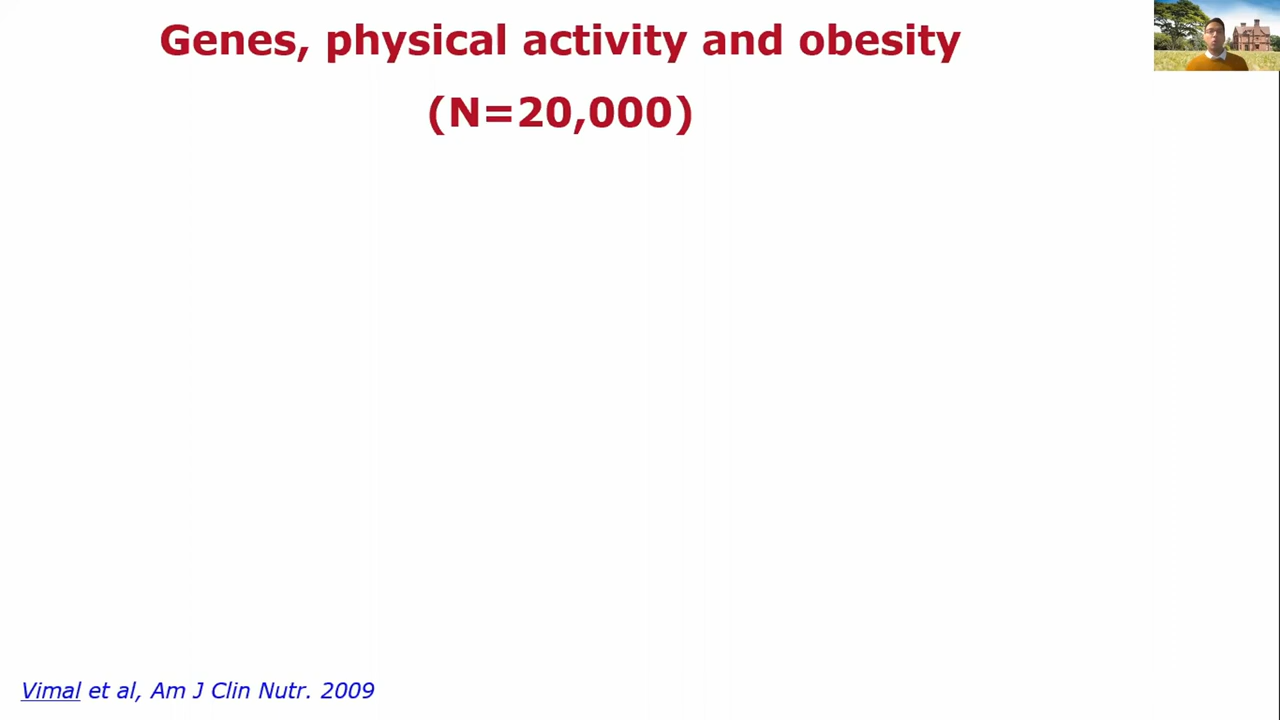 Genes, physical activity and obesity
(N=20,000)
Vimal et al, Am J Clin Nutr. 2009